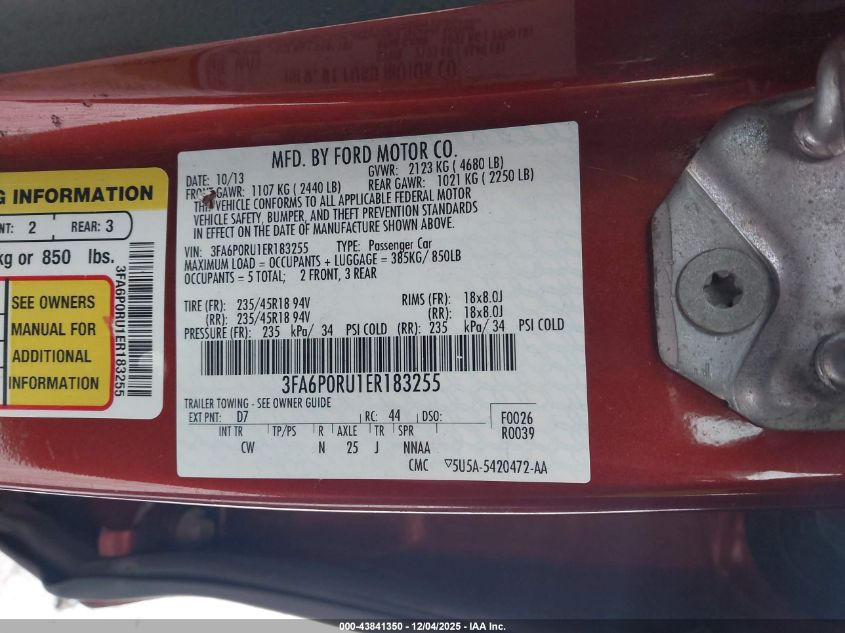 G INFORMATION
NT: 2 REAR: 3
kg or 850 lbs.
SEE OWNERS
MANUAL FOR
ADDITIONAL
INFORMATION
3FA6P0RU1ER183255
MFD. BY FORD MOTOR CO.
DATE: 10/13 GVWR: 2123 KG ( 4680 LB)
FRONT GAWR: 1107 KG ( 2440 LB) REAR GAWR: 1021 KG ( 2250 LB)
THIS VEHICLE CONFORMS TO ALL APPLICABLE FEDERAL MOTOR
VEHICLE SAFETY, BUMPER, AND THEFT PREVENTION STANDARDS
IN EFFECT ON THE DATE OF MANUFACTURE SHOWN ABOVE.
VIN: 3FA6P0RU1ER183255 TYPE: Passenger Car
MAXIMUM LOAD = OCCUPANTS + LUGGAGE = 385KG/ 850LB
OCCUPANTS = 5 TOTAL; 2 FRONT, 3 REAR
TIRE (FR): 235/45R18 94V RIMS (FR): 18x8.0J
(RR): 235/45R18 94V (RR): 18x8.0J
PRESSURE (FR): 235 kPa/ 34 PSI COLD (RR): 235 kPa/ 34 PSI COLD
3FA6P0RU1ER183255
TRAILER TOWING - SEE OWNER GUIDE
EXT PNT: D7 RC: 44 DSO: F0026
R0039
INT TR TP/PS R AXLE TR SPR
CW N 25 J NNAA
CMC ▽5U5A-5420472-AA
000-43841350 - 12/04/2025 - IAA Inc.